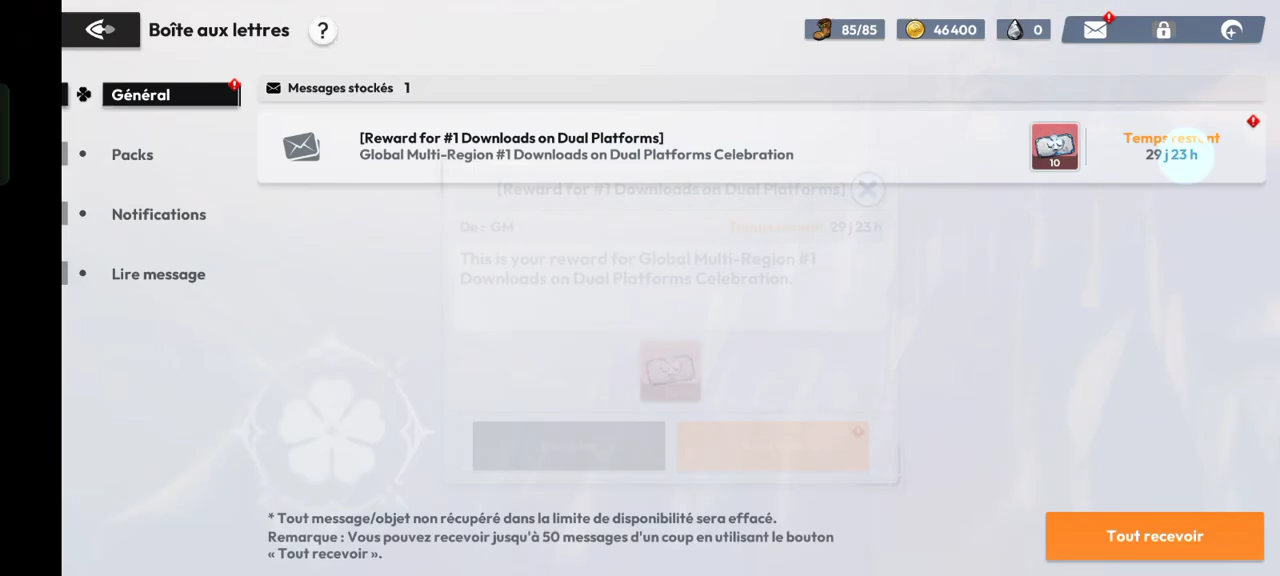 Boîte aux lettres
?
85/85
46400
0
Général
Packs
Notifications
Lire message
Messages stockés 1
[Reward for #1 Downloads on Dual Platforms]
Global Multi-Region #1 Downloads on Dual Platforms Celebration
10
Temps restant
29 j 23 h
[Reward for #1 Downloads on Dual Platforms]
De : GM
Temps restant 29 j 23 h
This is your reward for Global Multi-Region #1
Downloads on Dual Platforms Celebration.
* Tout message/objet non récupéré dans la limite de disponibilité sera effacé.
Remarque : Vous pouvez recevoir jusqu'à 50 messages d'un coup en utilisant le bouton
« Tout recevoir ».
Tout recevoir